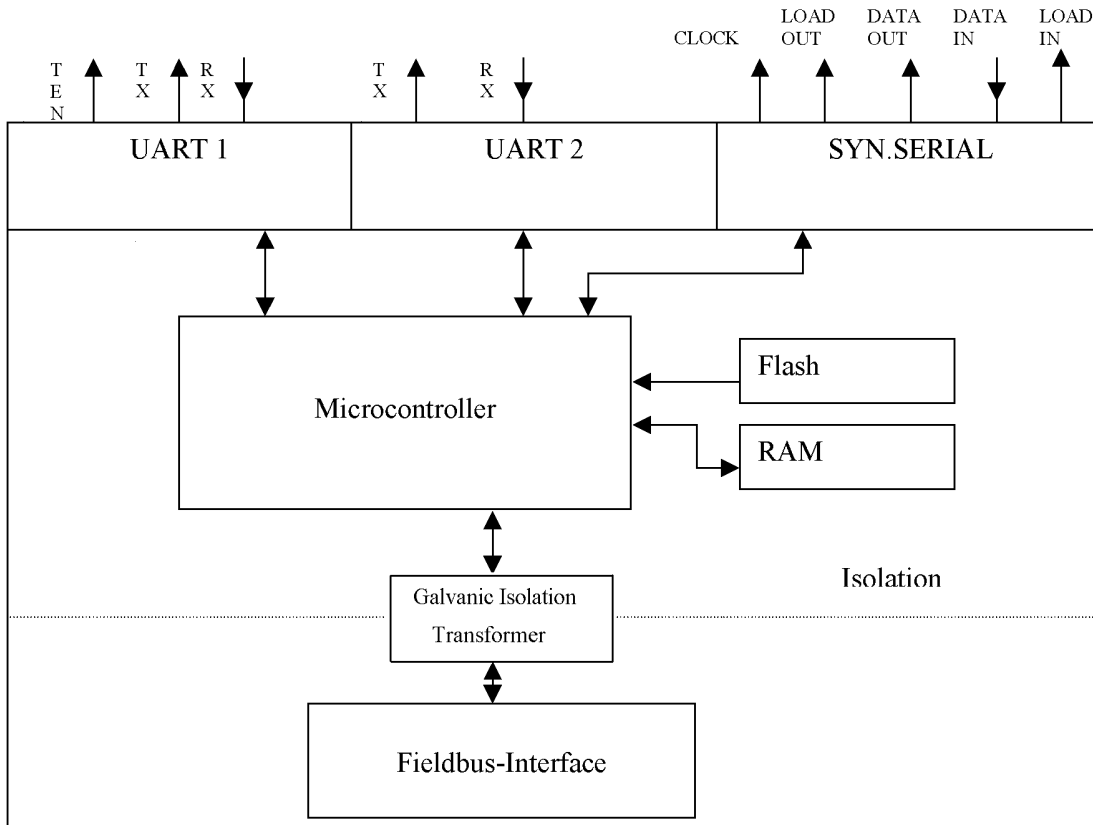 CLOCK
LOAD
OUT
DATA
OUT
DATA
IN
LOAD
IN
T
E
N
T
X
R
X
T
X
R
X
UART 1
UART 2
SYN.SERIAL
Microcontroller
Flash
RAM
Isolation
Galvanic Isolation
Transformer
Fieldbus-Interface